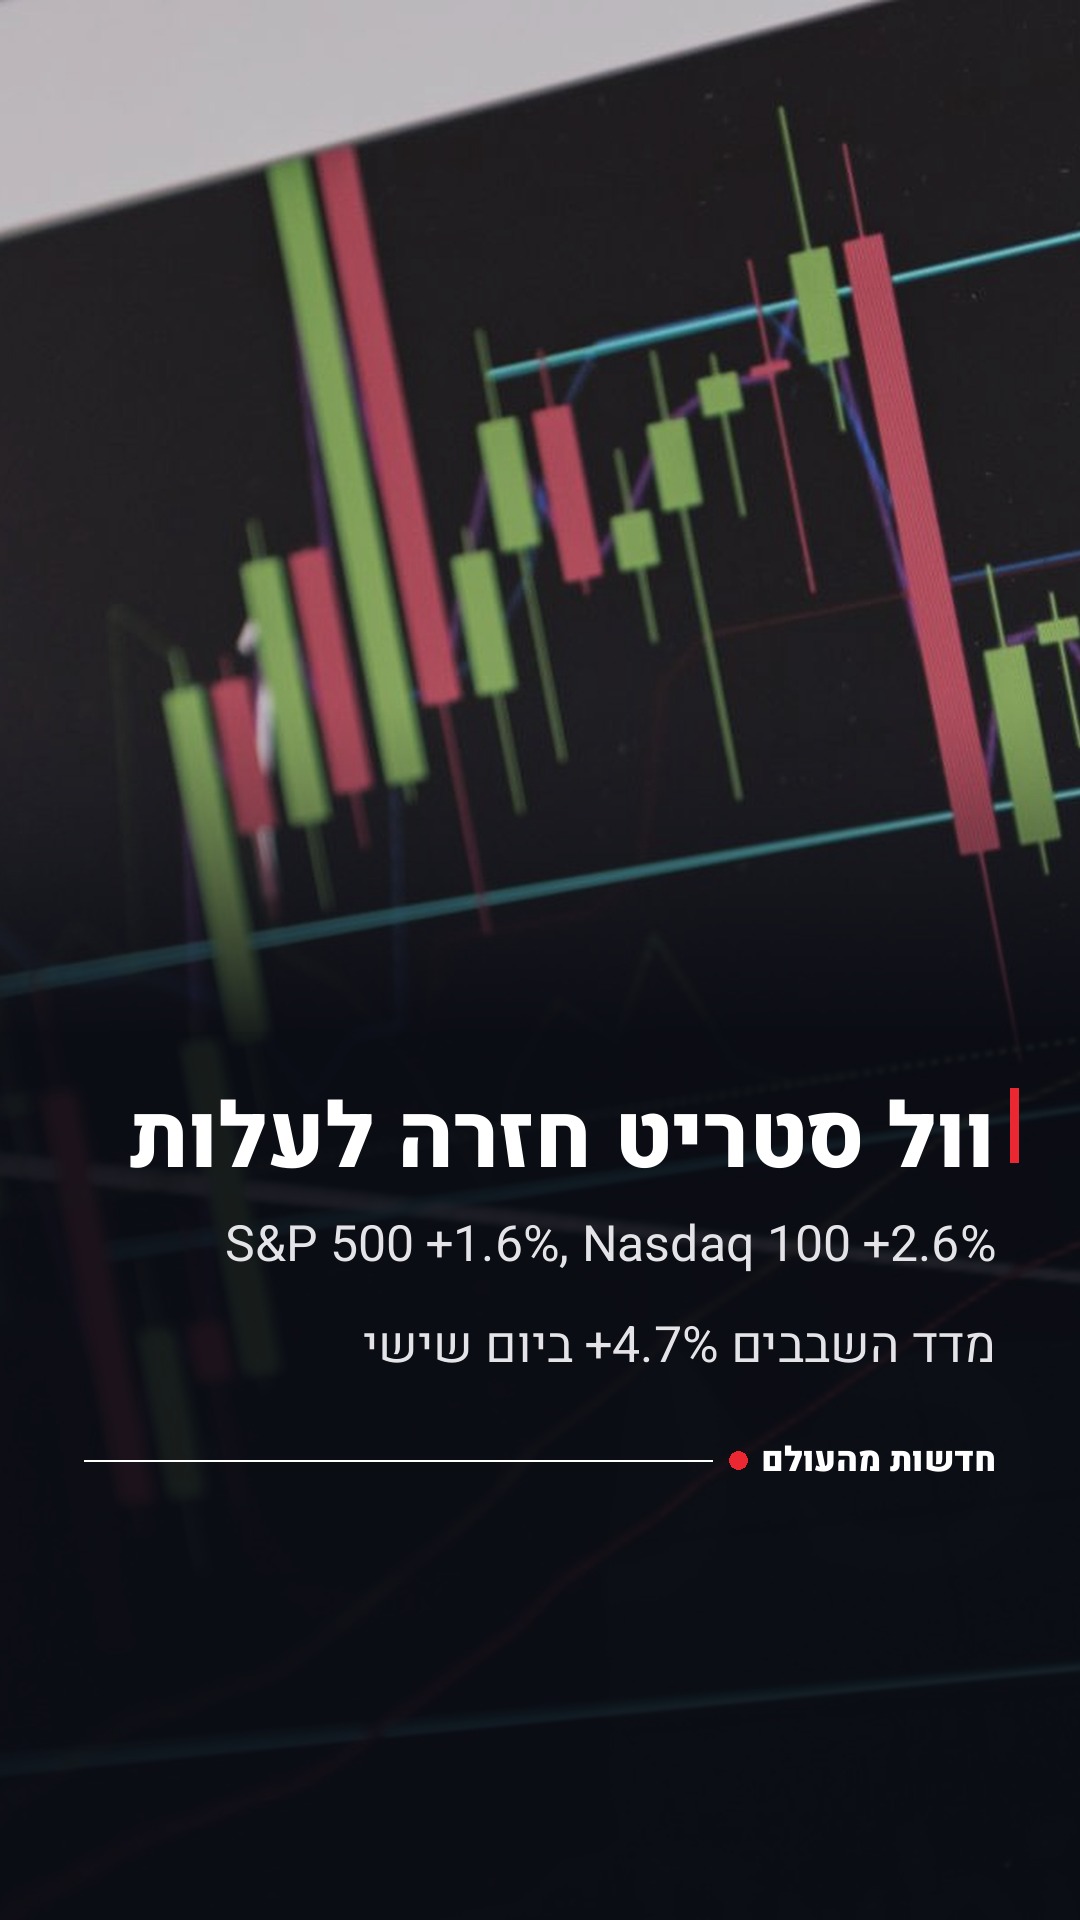 וול סטריט חזרה לעלות
S&P 500 +1.6%, Nasdaq 100 +2.6%
מדד השבבים +4.7% ביום שישי
חדשות מהעולם